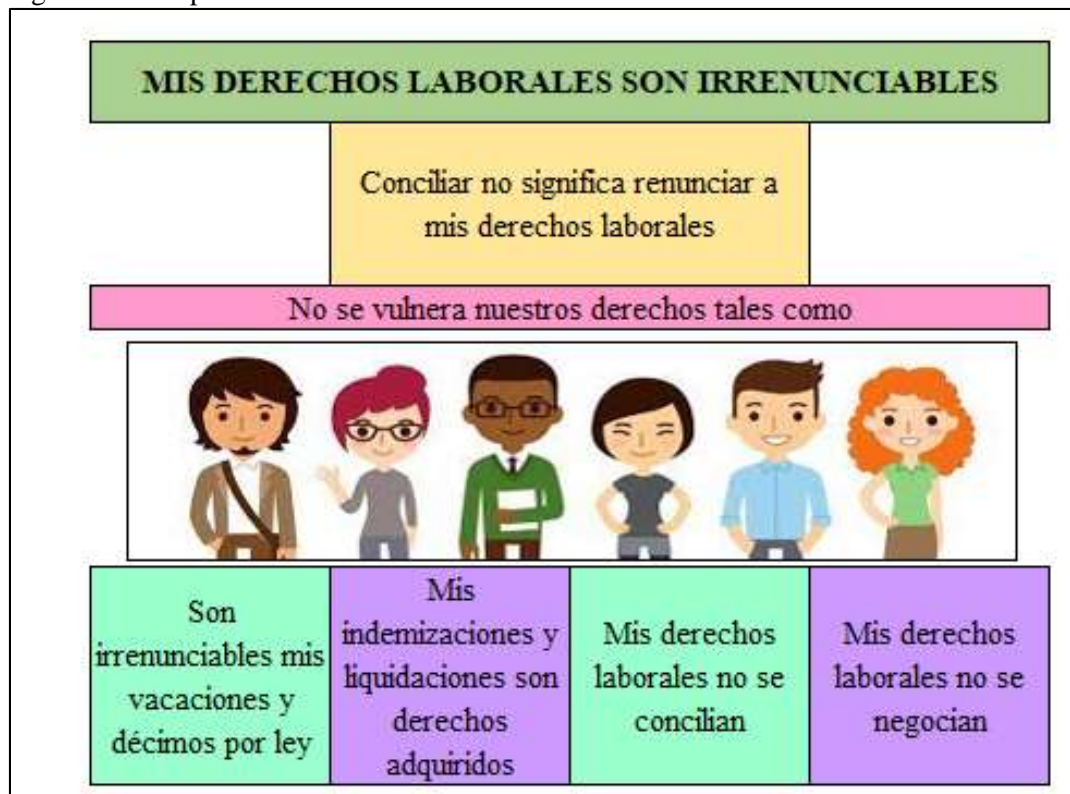 MIS DERECHOS LABORALES SON IRRENUNCIABLES
Conciliar no significa renunciar a
mis derechos laborales
No se vulnera nuestros derechos tales como
Son
irrenunciables mis
vacaciones y
décimos por ley
Mis
indemizaciones y
liquidaciones son
derechos
adquiridos
Mis derechos
laborales no se
concilian
Mis derechos
laborales no se
negocian